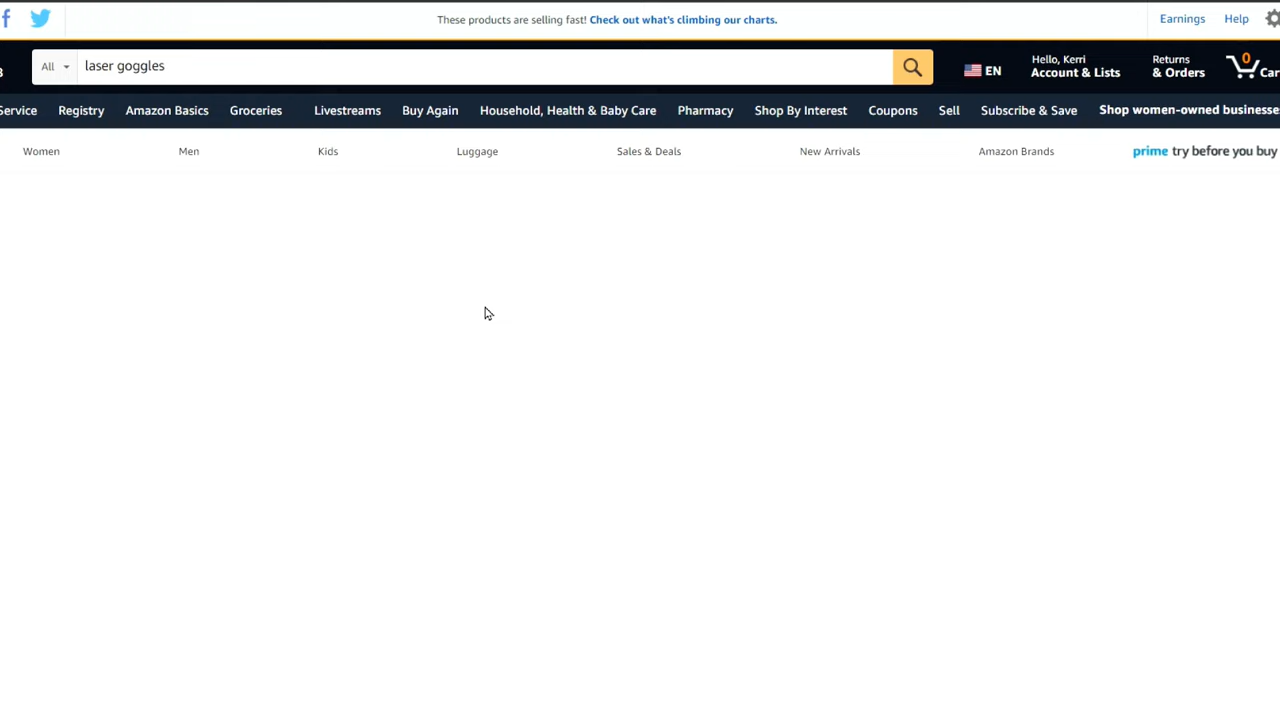 These products are selling fast! Check out what's climbing our charts.
Earnings
Help
All
laser goggles
EN
Hello, Kerri
Account & Lists
Returns
& Orders
0
Service Registry Amazon Basics Groceries Livestreams Buy Again Household, Health & Baby Care Pharmacy Shop By Interest Coupons Sell Subscribe & Save Shop women-owned businesse
Women Men Kids Luggage Sales & Deals New Arrivals Amazon Brands prime try before you buy